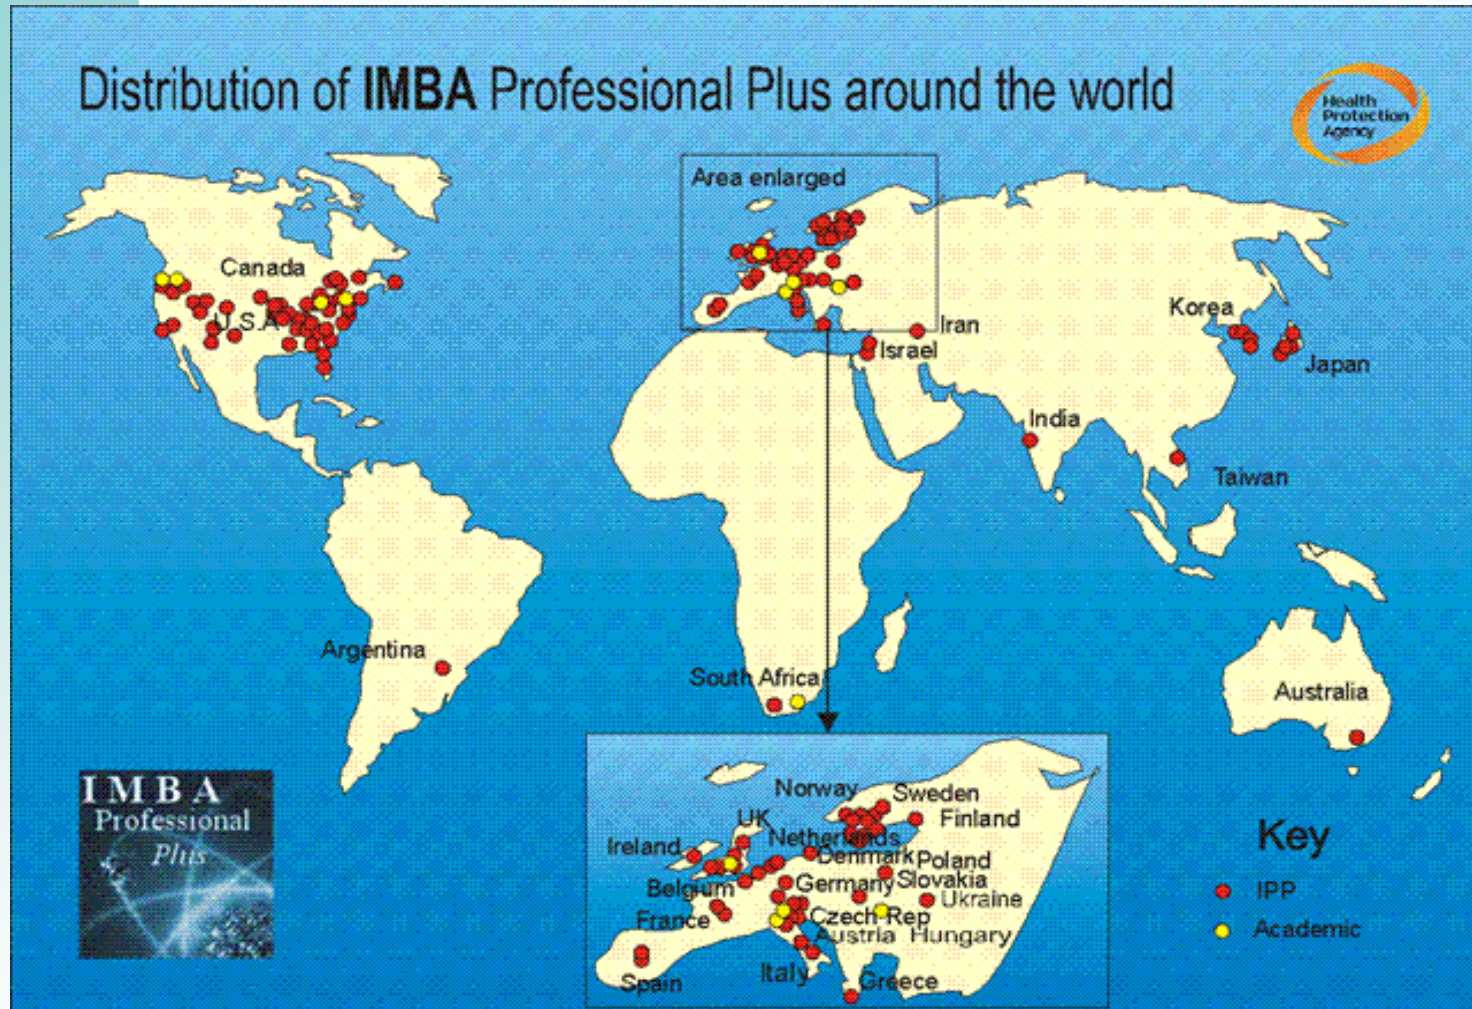 Distribution of IMBA Professional Plus around the world
Health
Protection
Agency
Area enlarged
Canada
U.S.A
Korea
Iran
Israel
Japan
India
Taiwan
Argentina
South Africa
Australia
Norway
Sweden
UK
Finland
Netherlands
Ireland
Denmark
Poland
Belgium
Germany
Slovakia
Ukraine
France
Czech Rep
Austria
Hungary
Italy
Spain
Greece
IMBA
Professional
Plus
Key
IPP
Academic